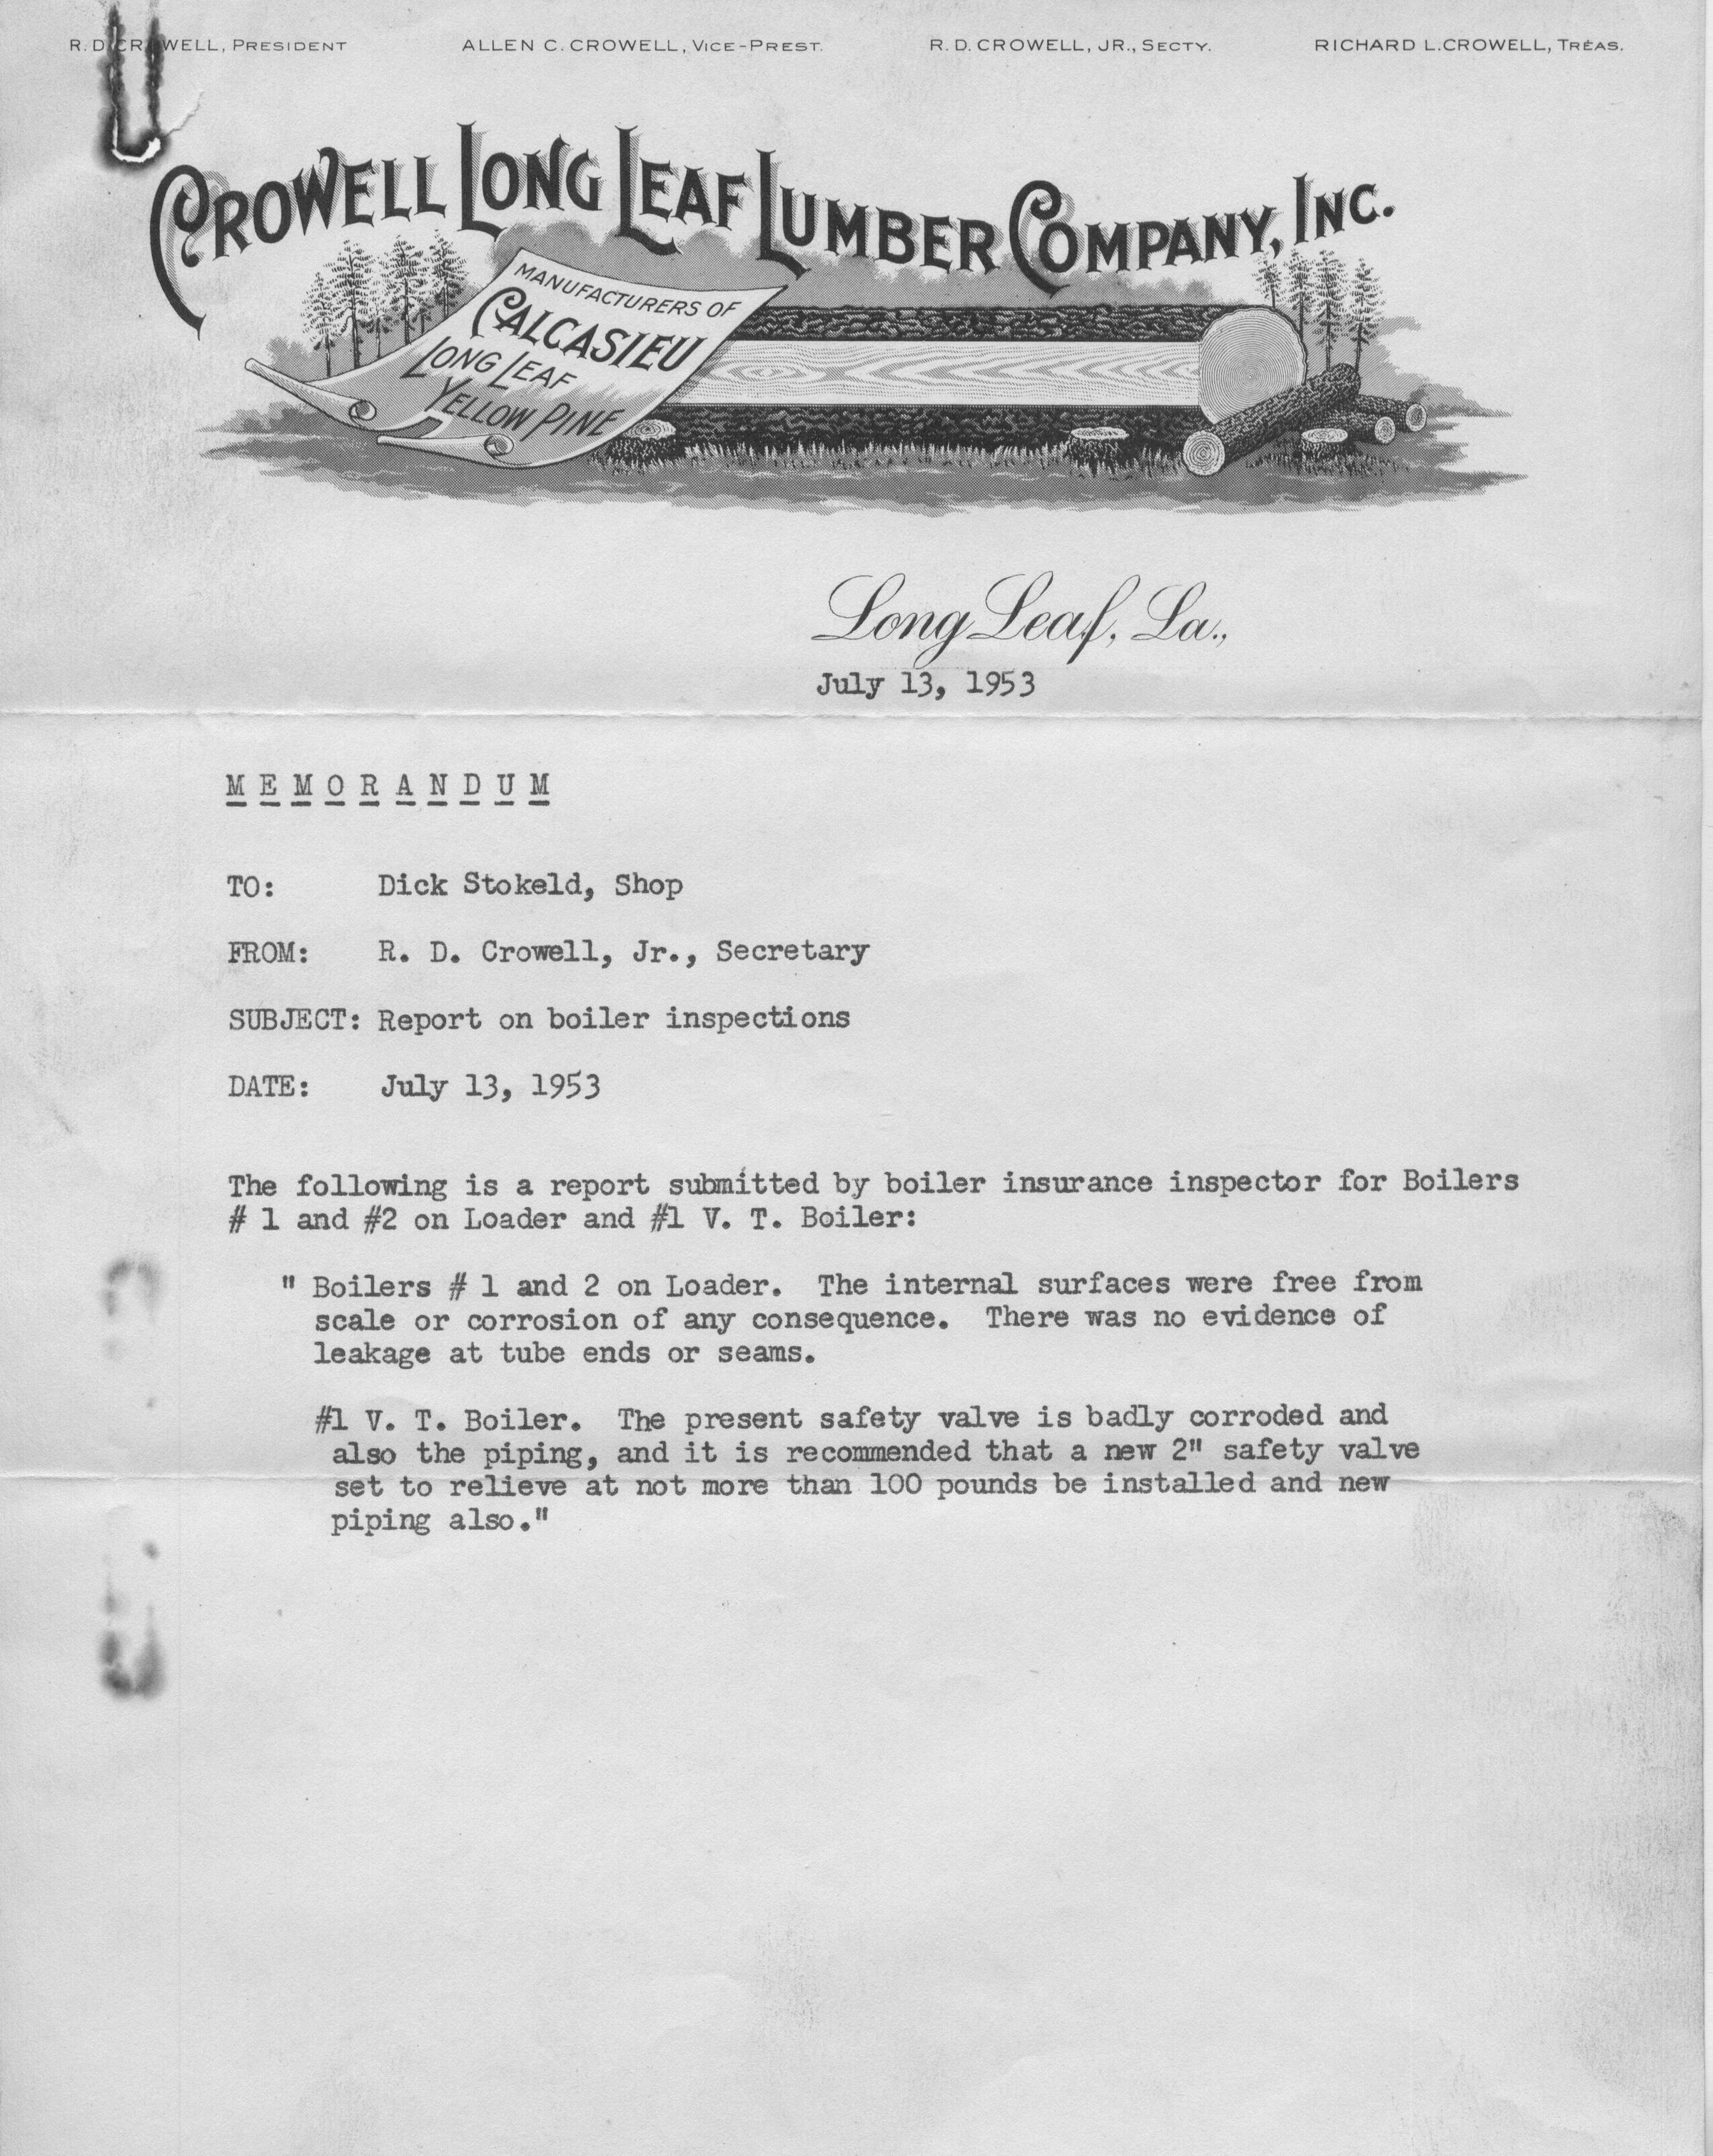 R. D. CROWELL, PRESIDENT ALLEN C. CROWELL, VICE-PREST. R. D. CROWELL, JR., SECTY. RICHARD L. CROWELL, TREAS.
CROWELL LONG LEAF LUMBER COMPANY, INC.
MANUFACTURERS OF
CALCASIEU
LONG LEAF
YELLOW PINE
Long Leaf, La.,
July 13, 1953
M E M O R A N D U M
TO: Dick Stokeld, Shop
FROM: R. D. Crowell, Jr., Secretary
SUBJECT: Report on boiler inspections
DATE: July 13, 1953
The following is a report submitted by boiler insurance inspector for Boilers
# 1 and #2 on Loader and #1 V. T. Boiler:
" Boilers # 1 and 2 on Loader. The internal surfaces were free from
scale or corrosion of any consequence. There was no evidence of
leakage at tube ends or seams.
#1 V. T. Boiler. The present safety valve is badly corroded and
also the piping, and it is recommended that a new 2" safety valve
set to relieve at not more than 100 pounds be installed and new
piping also."